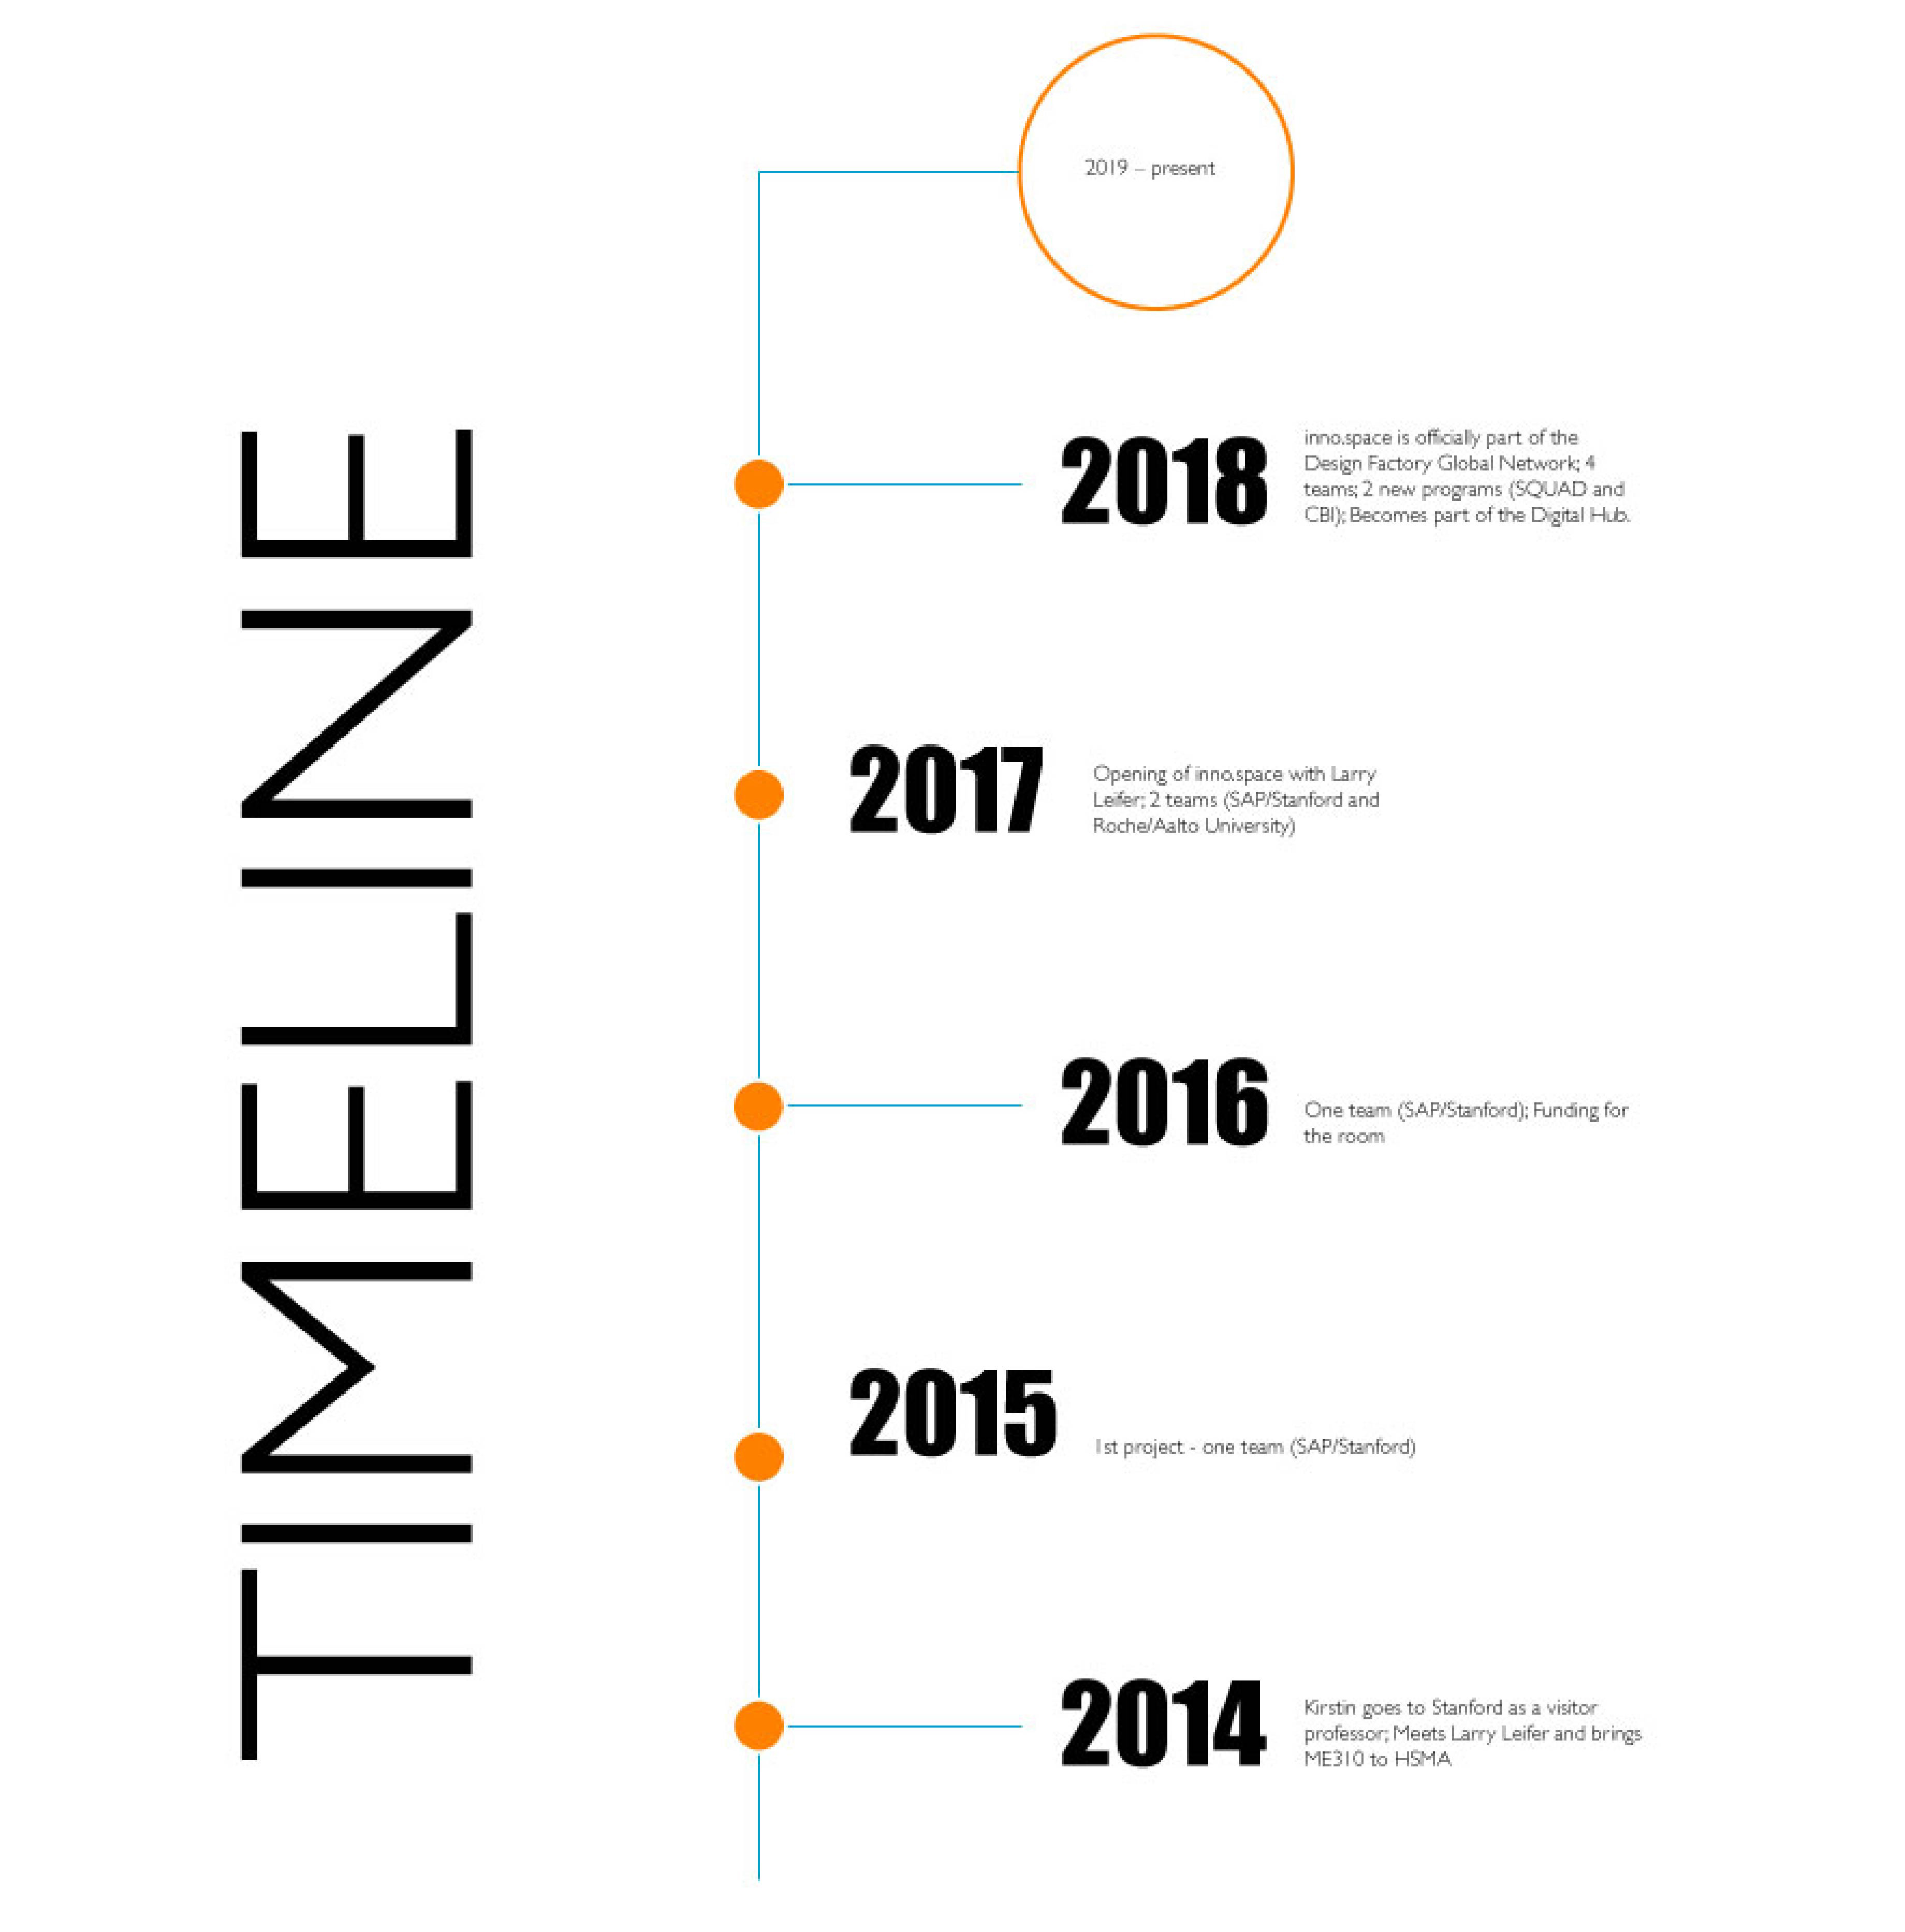 TIMELINE
2019 – present
2018
inno.space is officially part of the
Design Factory Global Network; 4
teams; 2 new programs (SQUAD and
CBI); Becomes part of the Digital Hub.
2017
Opening of inno.space with Larry
Leifer; 2 teams (SAP/Stanford and
Roche/Aalto University)
2016
One team (SAP/Stanford); Funding for
the room
2015
1st project - one team (SAP/Stanford)
2014
Kirstin goes to Stanford as a visitor
professor; Meets Larry Leifer and brings
ME310 to HSMA